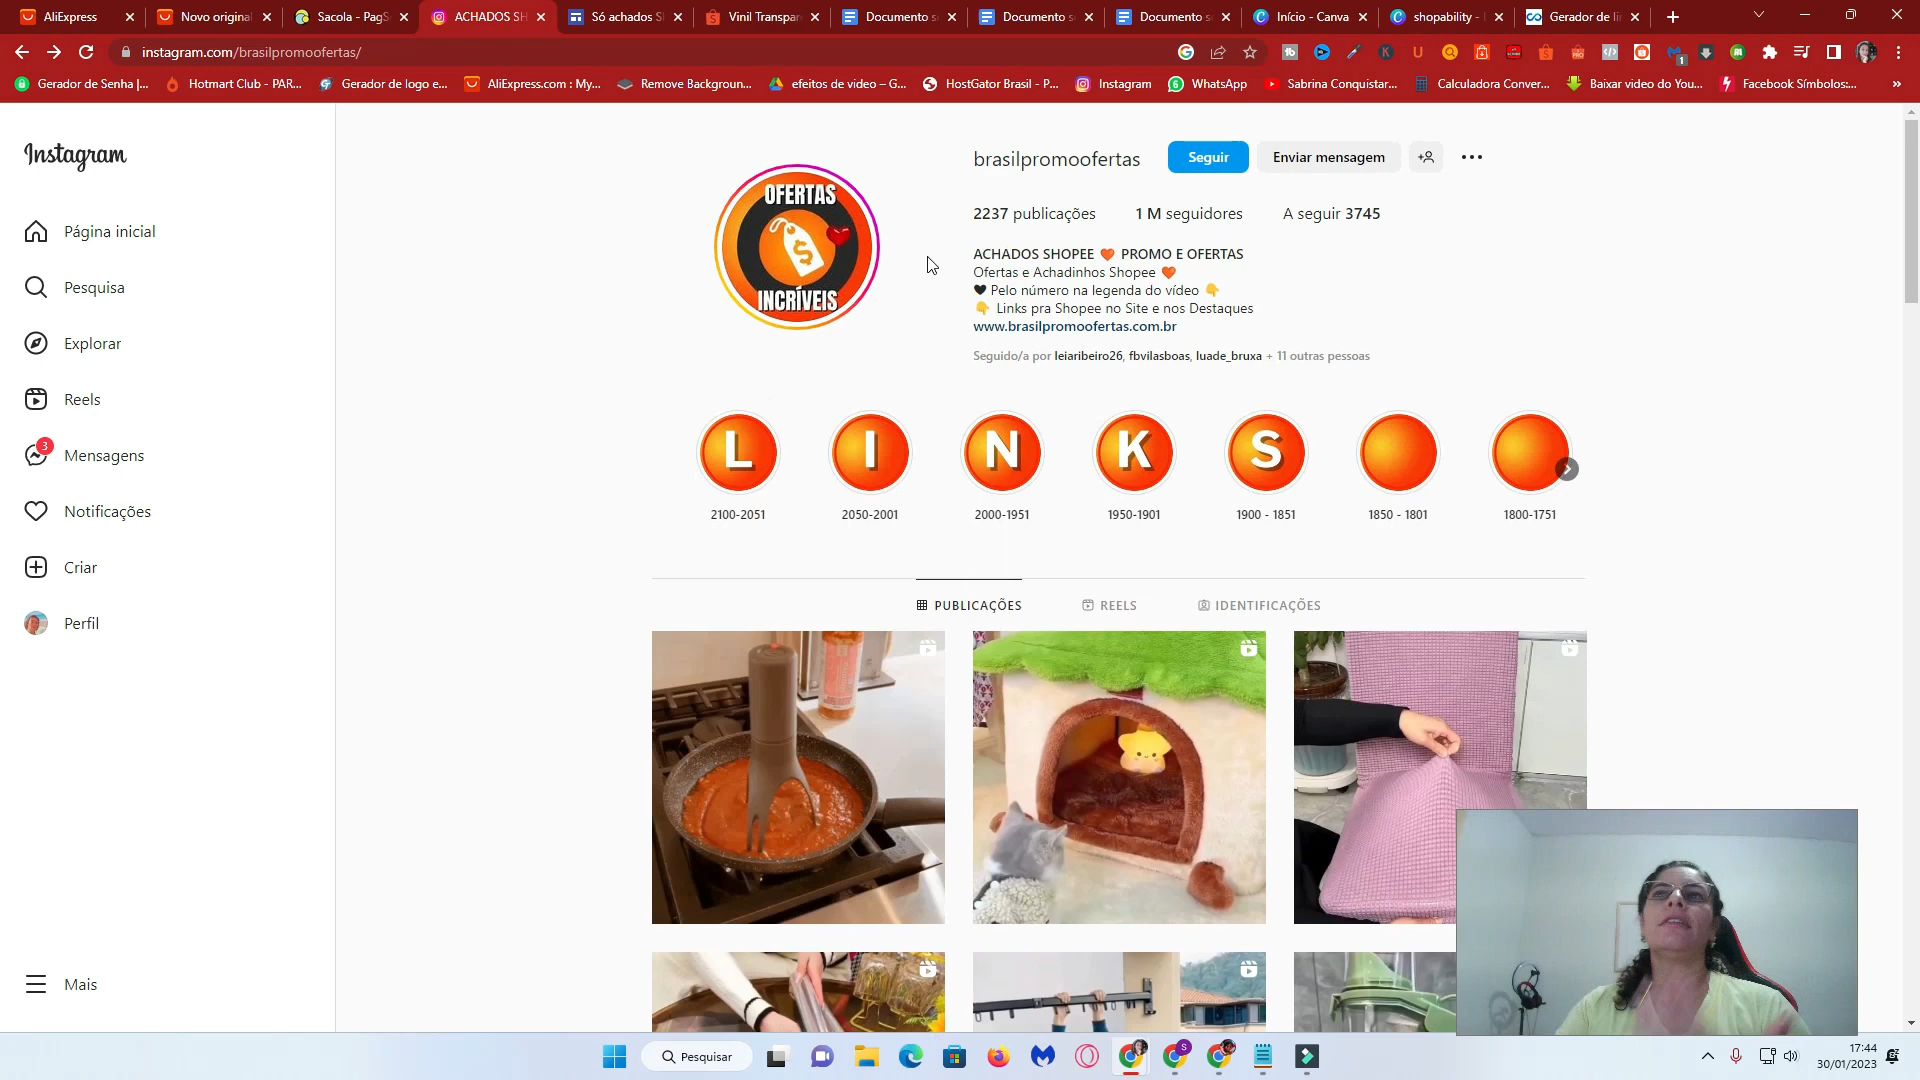 AliExpress
Novo original
Sacola - PagS
ACHADOS SH
Só achados S
Vinil Transpar
Documento s
Documento s
Documento s
Início - Canva
shopability -
Gerador de li
instagram.com/brasilpromoofertas/
Gerador de Senha |...
Hotmart Club - PAR...
Gerador de logo e...
AliExpress.com : My...
Remove Backgroun...
efeitos de video – G...
HostGator Brasil - P...
Instagram
WhatsApp
Sabrina Conquistar...
Calculadora Conver...
Baixar video do You...
Facebook Símbolos:...
Instagram
Página inicial
Pesquisa
Explorar
Reels
3
Mensagens
Notificações
Criar
Perfil
Mais
OFERTAS
$
INCRÍVEIS
brasilpromoofertas
Seguir
Enviar mensagem
2237 publicações
1 M seguidores
A seguir 3745
ACHADOS SHOPEE 🧡 PROMO E OFERTAS
Ofertas e Achadinhos Shopee 🧡
🖤 Pelo número na legenda do vídeo 👇
👇 Links pra Shopee no Site e nos Destaques
www.brasilpromoofertas.com.br
Seguido/a por leiaribeiro26, fbvilasboas, luade_bruxa + 11 outras pessoas
L
I
N
K
S
2100-2051
2050-2001
2000-1951
1950-1901
1900 - 1851
1850 - 1801
1800-1751
PUBLICAÇÕES
REELS
IDENTIFICAÇÕES
Pesquisar
17:44
30/01/2023